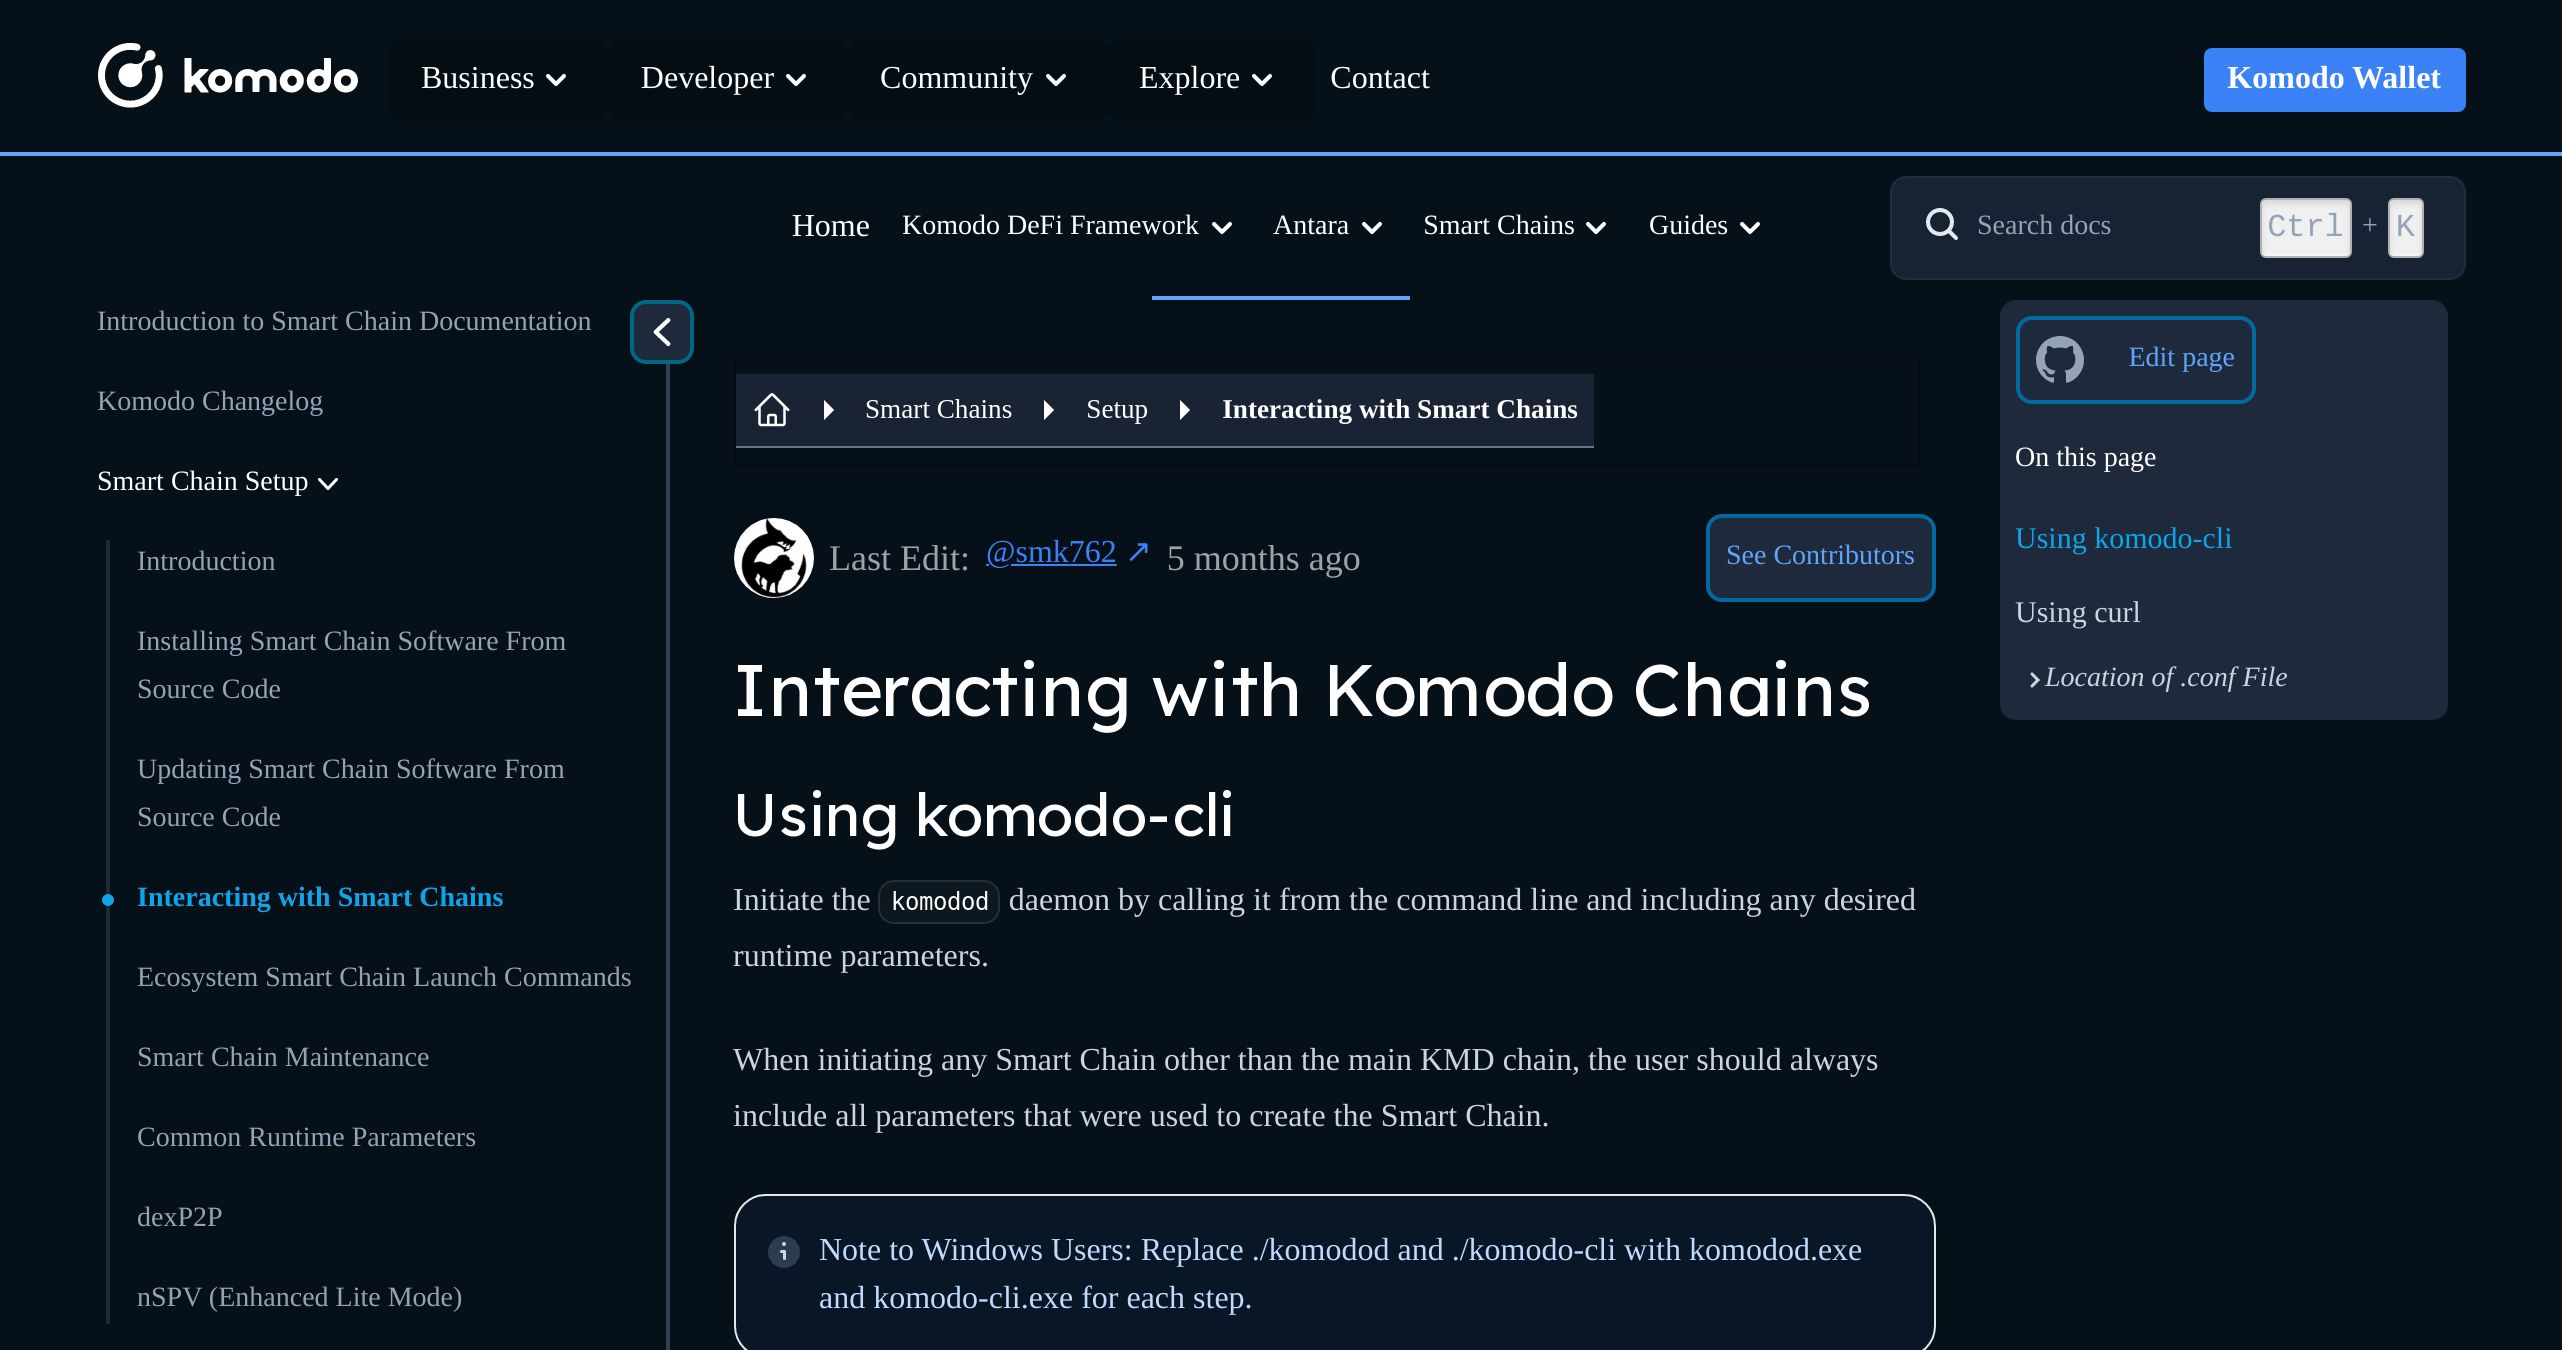 komodo
Business
Developer
Community
Explore
Contact
Komodo Wallet
Home
Komodo DeFi Framework
Antara
Smart Chains
Guides
Search docs
Ctrl + K
Introduction to Smart Chain Documentation
Komodo Changelog
Smart Chain Setup
Introduction
Installing Smart Chain Software From
Source Code
Updating Smart Chain Software From
Source Code
Interacting with Smart Chains
Ecosystem Smart Chain Launch Commands
Smart Chain Maintenance
Common Runtime Parameters
dexP2P
nSPV (Enhanced Lite Mode)
Smart Chains
Setup
Interacting with Smart Chains
Last Edit: @smk762 ↗ 5 months ago
See Contributors
Interacting with Komodo Chains
Using komodo-cli
Initiate the komodod daemon by calling it from the command line and including any desired
runtime parameters.
When initiating any Smart Chain other than the main KMD chain, the user should always
include all parameters that were used to create the Smart Chain.
Note to Windows Users: Replace ./komodod and ./komodo-cli with komodod.exe
and komodo-cli.exe for each step.
Edit page
On this page
Using komodo-cli
Using curl
Location of .conf File